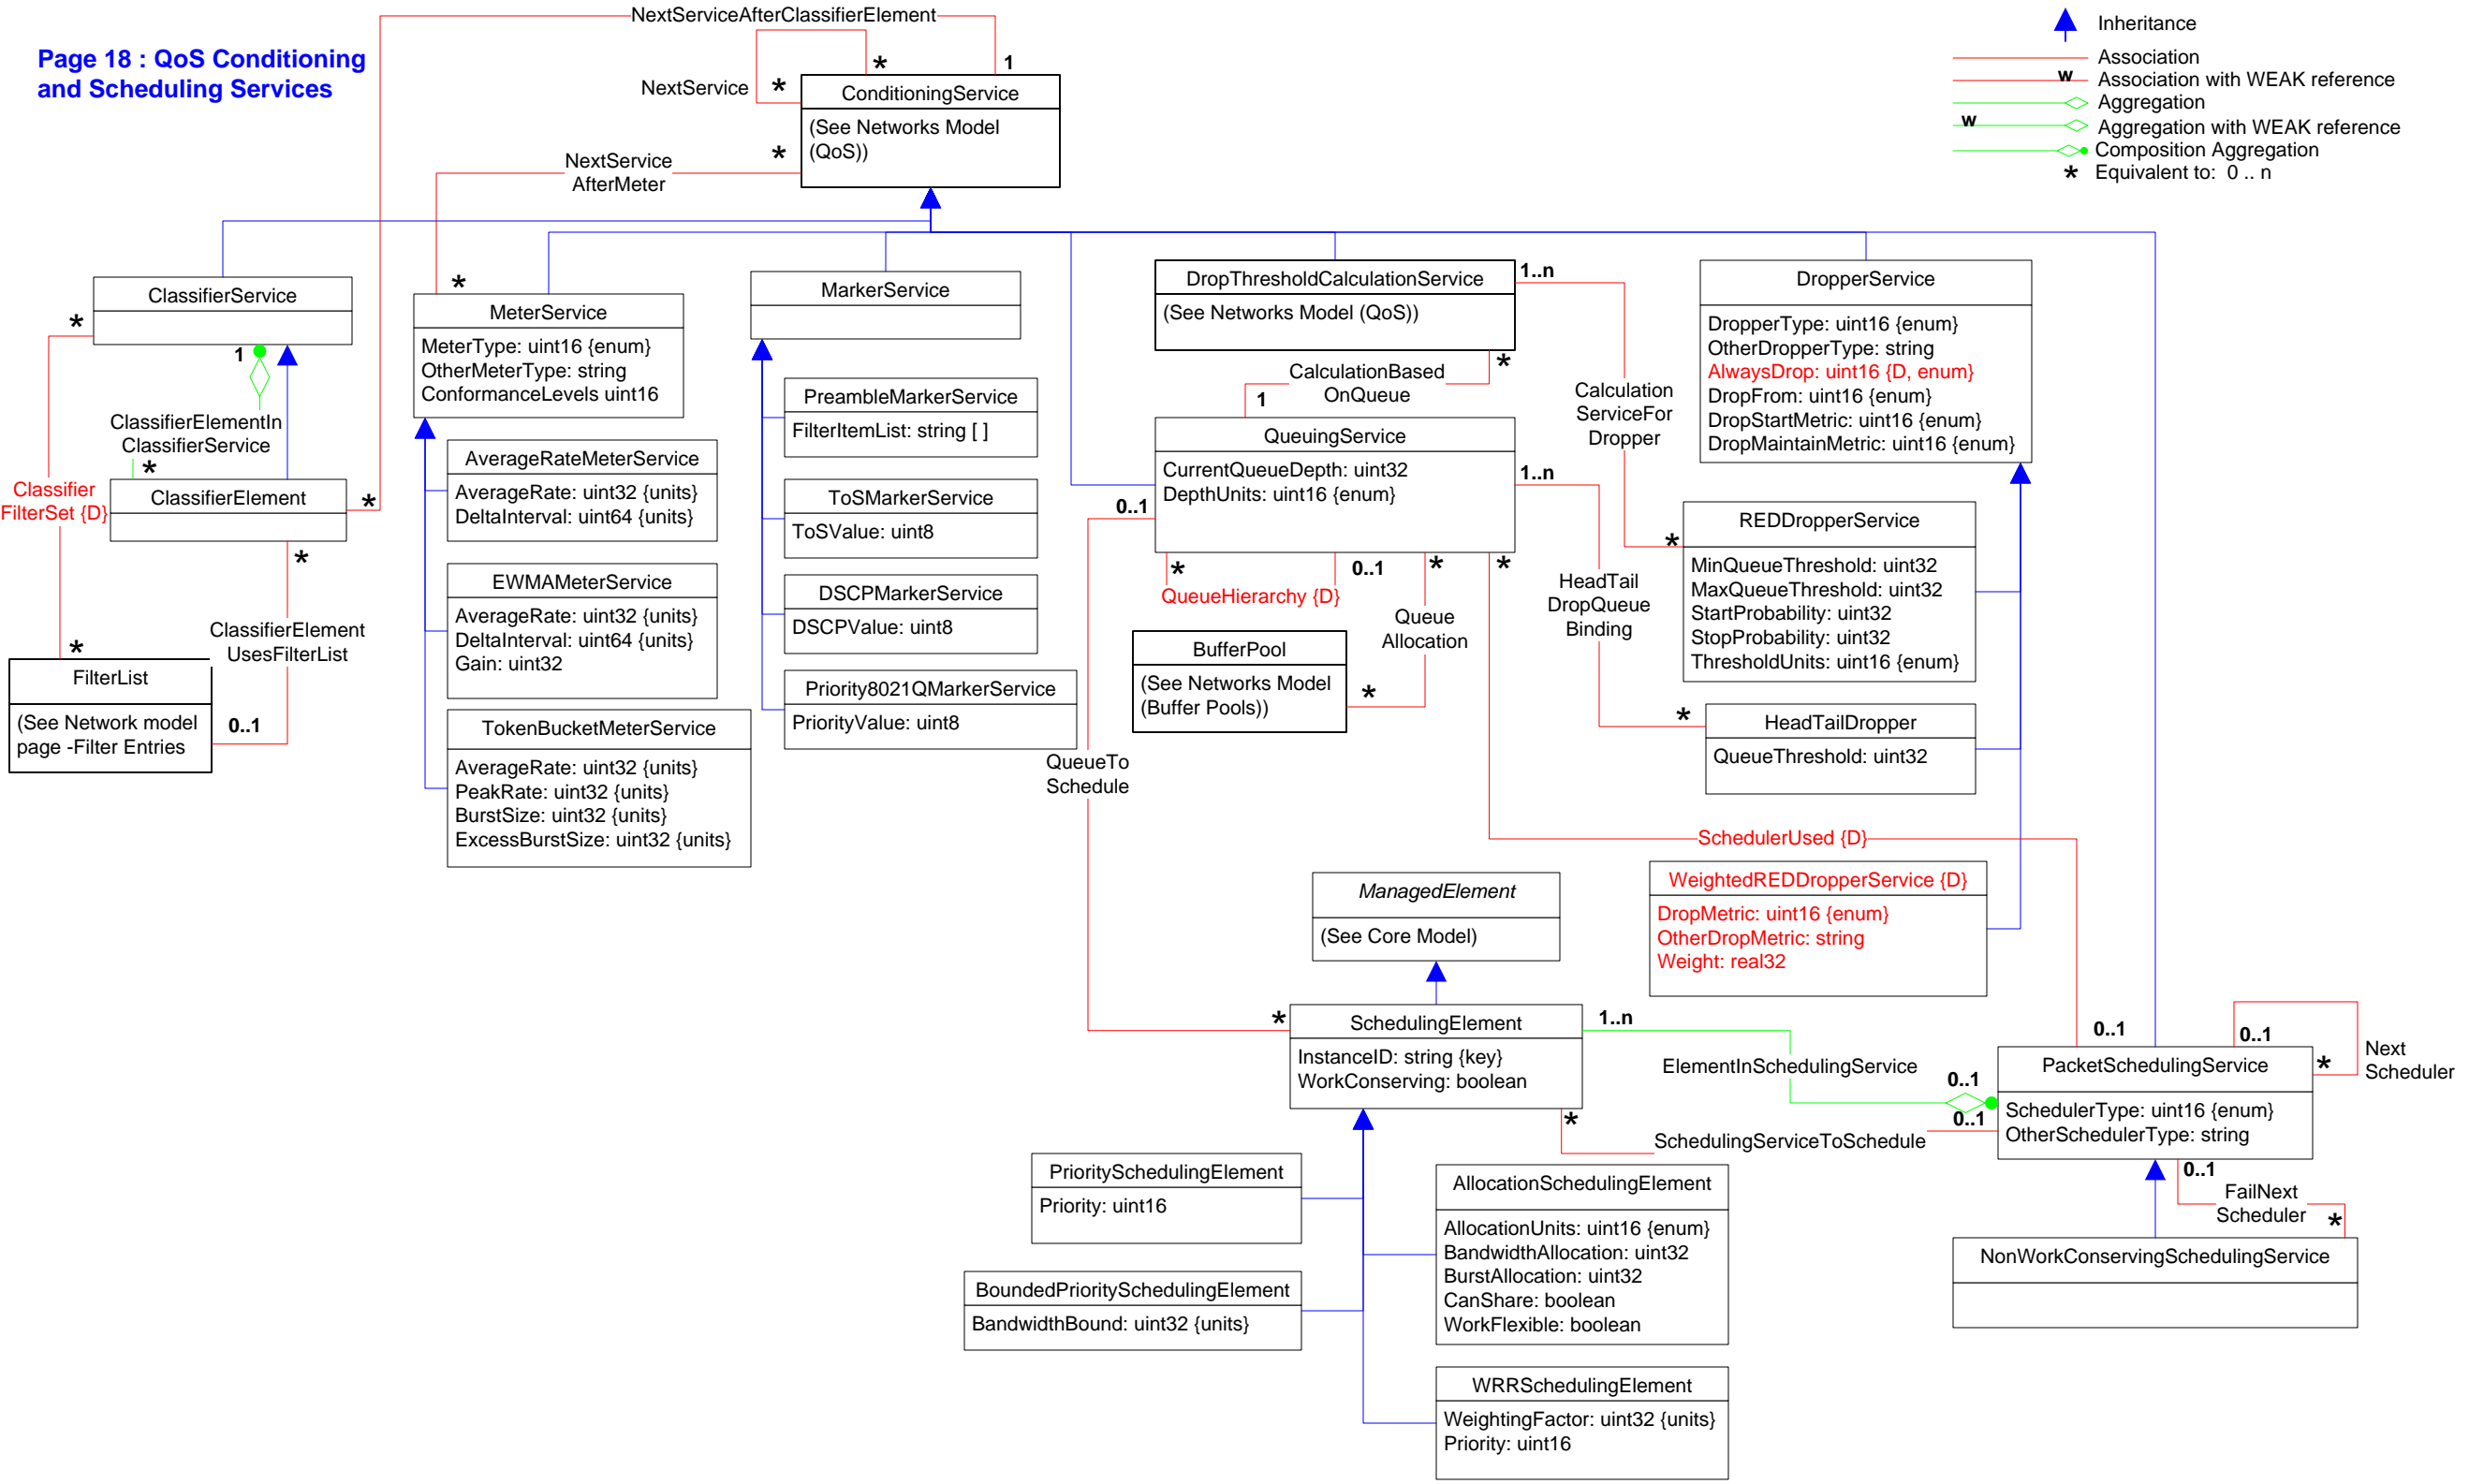 Page 18 : QoS Conditioning
and Scheduling Services
Inheritance
Association
w
Association with WEAK reference
Aggregation
w
Aggregation with WEAK reference
Composition Aggregation
* Equivalent to: 0 .. n
NextServiceAfterClassifierElement
1
*
NextService
*
ConditioningService
(See Networks Model
(QoS))
*
NextService
AfterMeter
*
ClassifierService
*
1
ClassifierElementIn
ClassifierService
*
Classifier
FilterSet {D}
ClassifierElement
*
*
ClassifierElement
UsesFilterList
*
FilterList
(See Network model
page -Filter Entries
0..1
MeterService
MeterType: uint16 {enum}
OtherMeterType: string
ConformanceLevels uint16
AverageRateMeterService
AverageRate: uint32 {units}
DeltaInterval: uint64 {units}
EWMAMeterService
AverageRate: uint32 {units}
DeltaInterval: uint64 {units}
Gain: uint32
TokenBucketMeterService
AverageRate: uint32 {units}
PeakRate: uint32 {units}
BurstSize: uint32 {units}
ExcessBurstSize: uint32 {units}
MarkerService
PreambleMarkerService
FilterItemList: string [ ]
ToSMarkerService
ToSValue: uint8
DSCPMarkerService
DSCPValue: uint8
Priority8021QMarkerService
PriorityValue: uint8
DropThresholdCalculationService
(See Networks Model (QoS))
1..n
*
CalculationBased
OnQueue
1
Calculation
ServiceFor
Dropper
*
QueuingService
CurrentQueueDepth: uint32
DepthUnits: uint16 {enum}
1..n
0..1
*
0..1
QueueHierarchy {D}
*
*
Queue
Allocation
HeadTail
DropQueue
Binding
*
BufferPool
(See Networks Model
(Buffer Pools))
*
QueueTo
Schedule
DropperService
DropperType: uint16 {enum}
OtherDropperType: string
AlwaysDrop: uint16 {D, enum}
DropFrom: uint16 {enum}
DropStartMetric: uint16 {enum}
DropMaintainMetric: uint16 {enum}
REDDropperService
MinQueueThreshold: uint32
MaxQueueThreshold: uint32
StartProbability: uint32
StopProbability: uint32
ThresholdUnits: uint16 {enum}
HeadTailDropper
QueueThreshold: uint32
SchedulerUsed {D}
WeightedREDDropperService {D}
DropMetric: uint16 {enum}
OtherDropMetric: string
Weight: real32
ManagedElement
(See Core Model)
*
SchedulingElement
InstanceID: string {key}
WorkConserving: boolean
1..n
ElementInSchedulingService
0..1
*
SchedulingServiceToSchedule
0..1
0..1
0..1
*
Next
Scheduler
PacketSchedulingService
SchedulerType: uint16 {enum}
OtherSchedulerType: string
0..1
FailNext
Scheduler
*
NonWorkConservingSchedulingService
PrioritySchedulingElement
Priority: uint16
BoundedPrioritySchedulingElement
BandwidthBound: uint32 {units}
AllocationSchedulingElement
AllocationUnits: uint16 {enum}
BandwidthAllocation: uint32
BurstAllocation: uint32
CanShare: boolean
WorkFlexible: boolean
WRRSchedulingElement
WeightingFactor: uint32 {units}
Priority: uint16